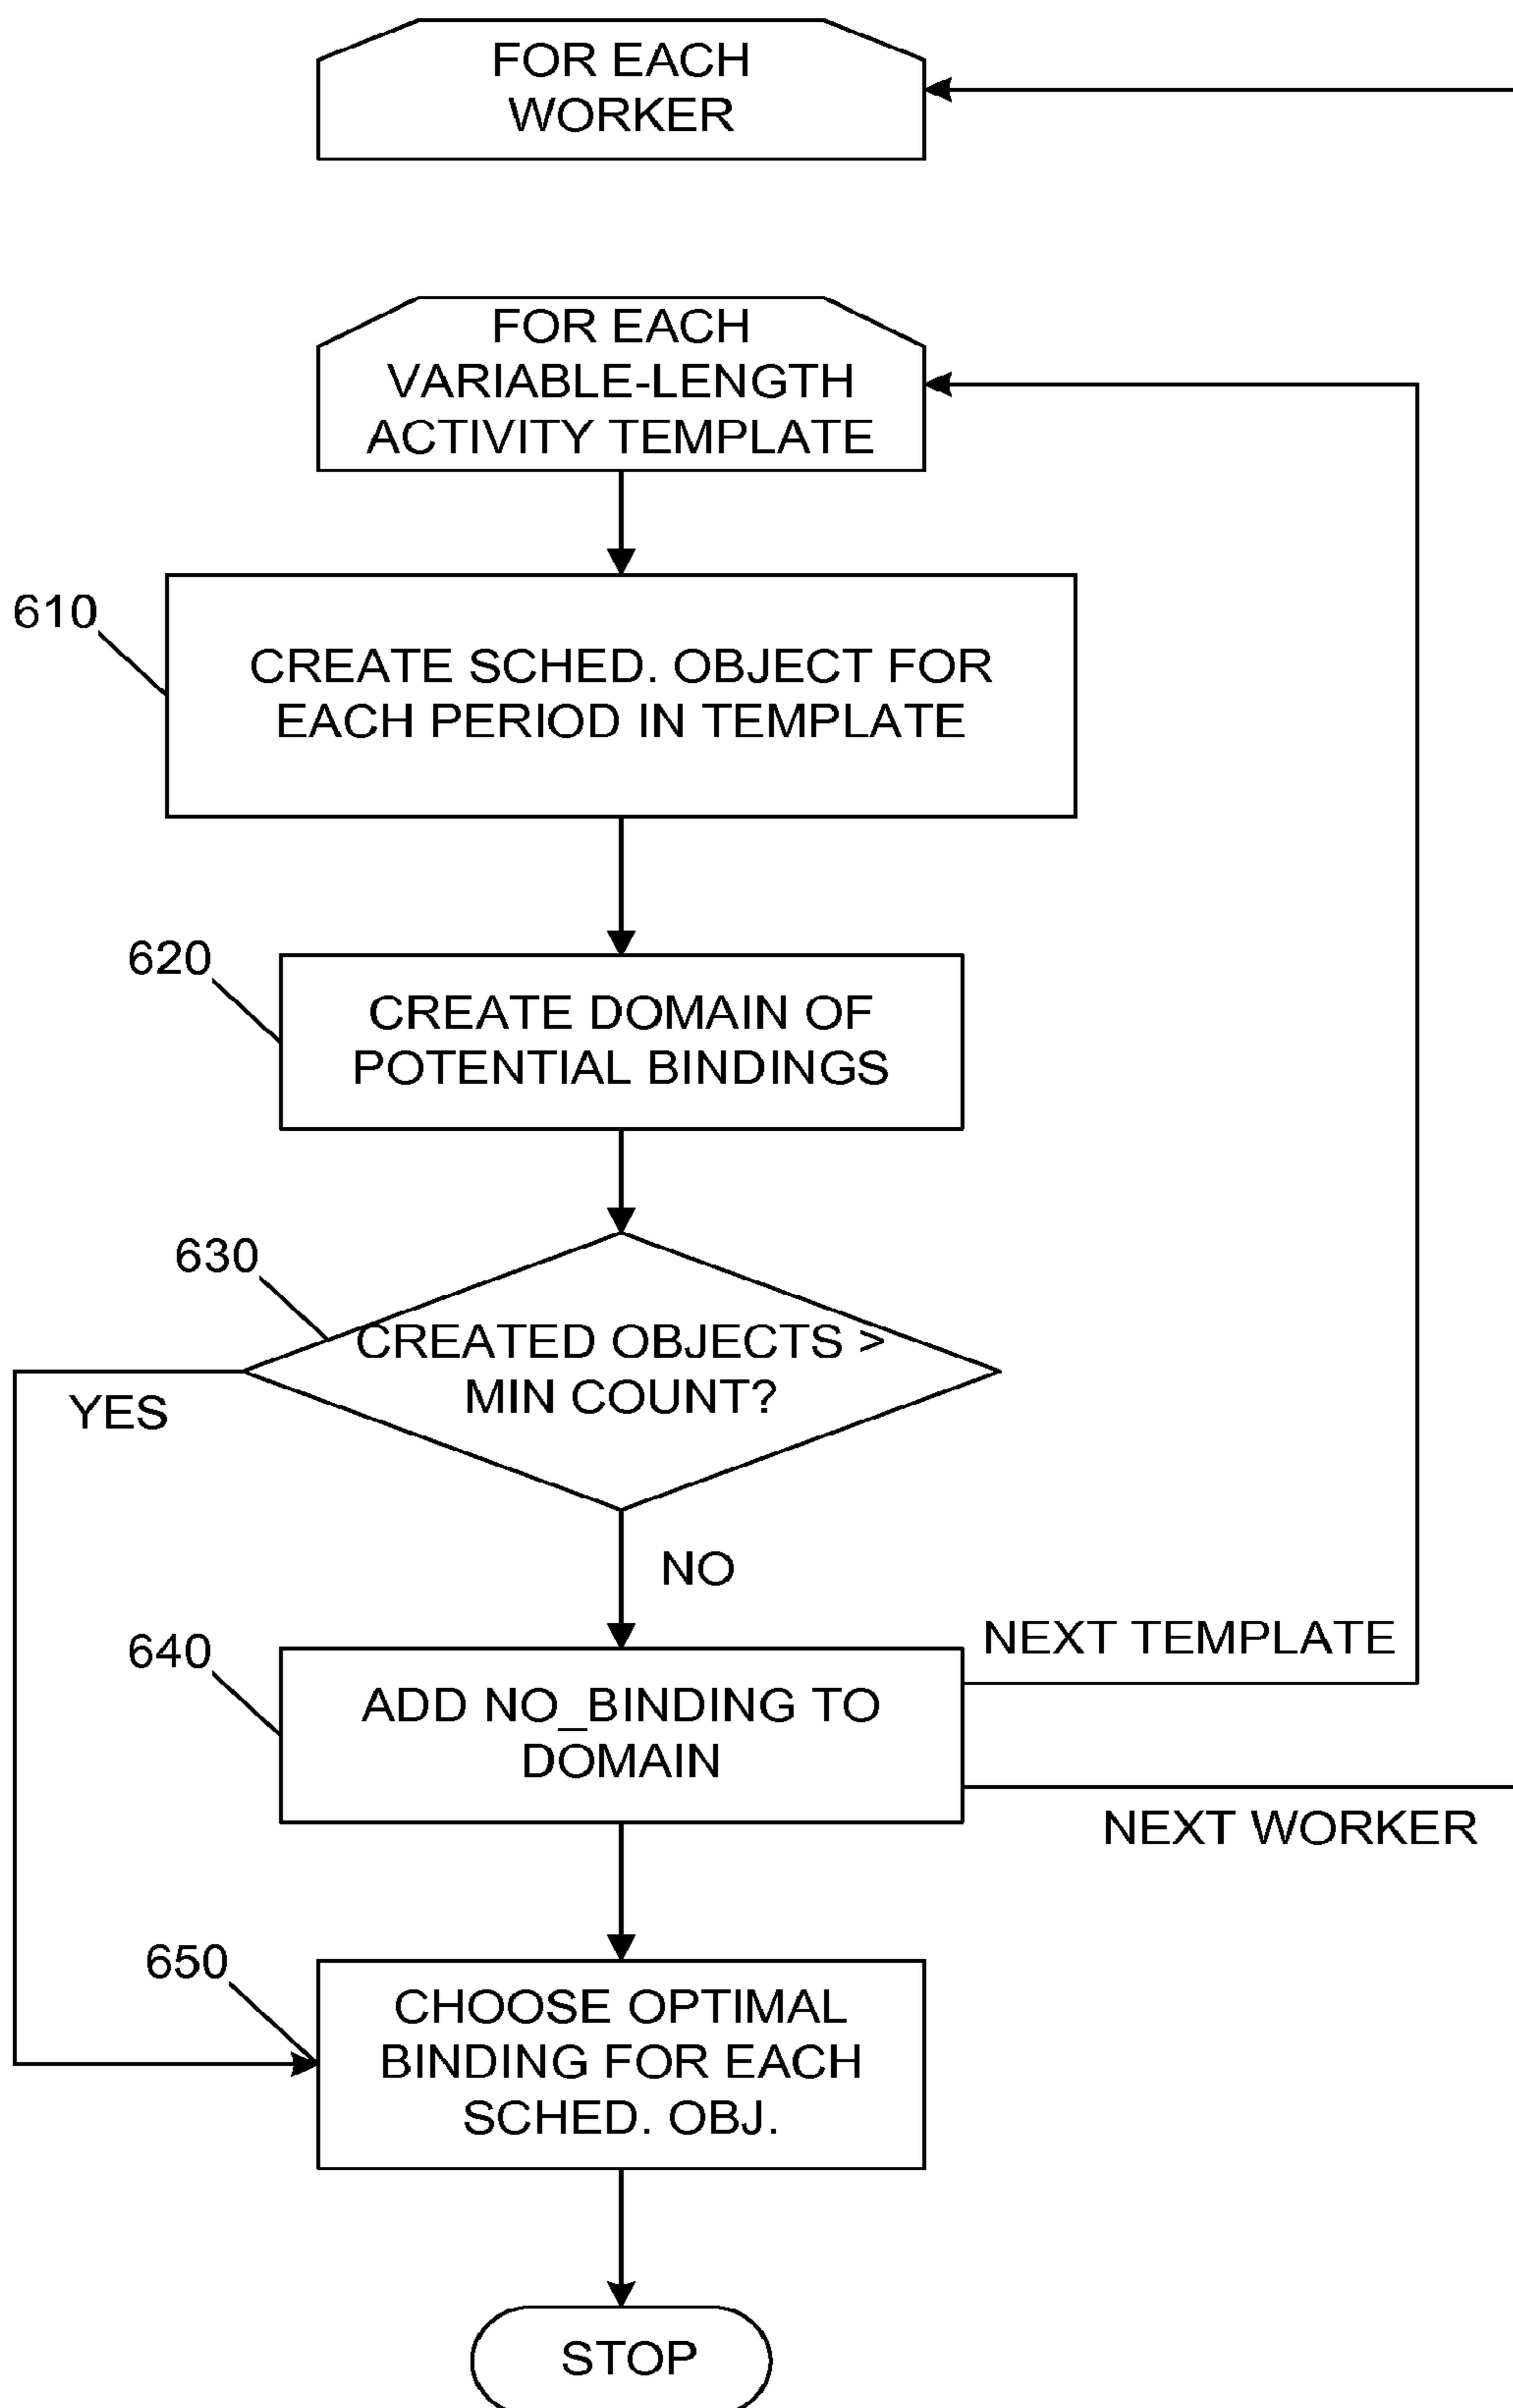 FOR EACH
WORKER
FOR EACH
VARIABLE-LENGTH
ACTIVITY TEMPLATE
610
CREATE SCHED. OBJECT FOR
EACH PERIOD IN TEMPLATE
620
CREATE DOMAIN OF
POTENTIAL BINDINGS
630
CREATED OBJECTS >
MIN COUNT?
YES
NO
NEXT TEMPLATE
640
ADD NO_BINDING TO
DOMAIN
NEXT WORKER
650
CHOOSE OPTIMAL
BINDING FOR EACH
SCHED. OBJ.
STOP